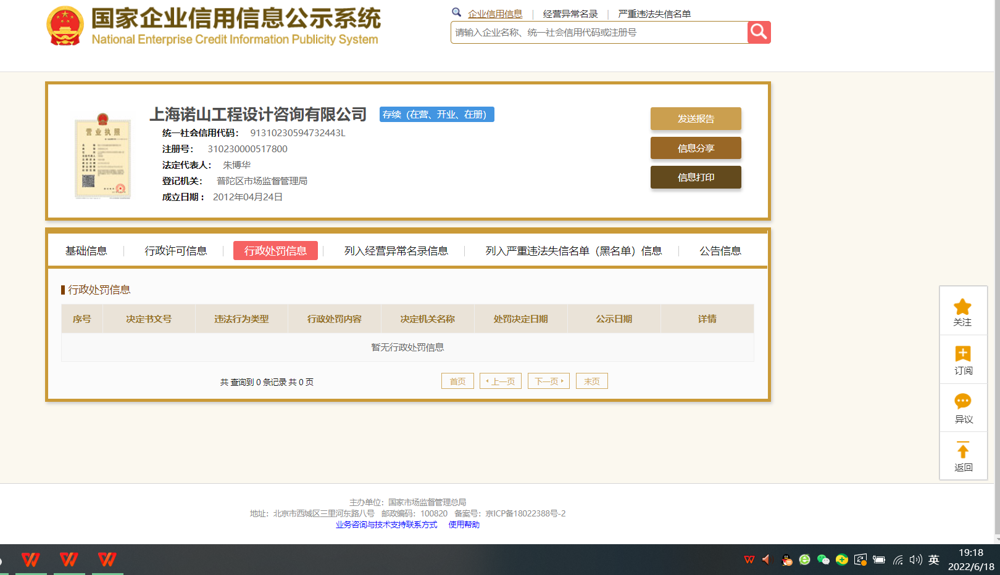 国家企业信用信息公示系统
National Enterprise Credit Information Publicity System
企业信用信息 | 经营异常名录 | 严重违法失信名单
请输入企业名称、统一社会信用代码或注册号
营业执照
上海诺山工程设计咨询有限公司 存续（在营、开业、在册）
统一社会信用代码： 91310230594732443L
注册号： 310230000517800
法定代表人： 朱博华
登记机关： 普陀区市场监督管理局
成立日期： 2012年04月24日
发送报告
信息分享
信息打印
基础信息 | 行政许可信息 | 行政处罚信息 | 列入经营异常名录信息 | 列入严重违法失信名单（黑名单）信息 | 公告信息
行政处罚信息
序号 决定书文号 违法行为类型 行政处罚内容 决定机关名称 处罚决定日期 公示日期 详情
暂无行政处罚信息
共 查询到 0 条记录 共 0 页 首页 上一页 下一页 末页
关注
订阅
异议
返回
主办单位：国家市场监督管理总局
地址：北京市西城区三里河东路八号 邮政编码：100820 备案号：京ICP备18022388号-2
业务咨询与技术支持联系方式 使用帮助
英
19:18
2022/6/18